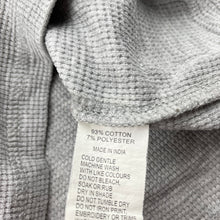 93% COTTON
7% POLYESTER
MADE IN INDIA
COLD GENTLE
MACHINE WASH
WITH LIKE COLOURS
DO NOT BLEACH,
SOAK OR RUB
DRY IN SHADE
DO NOT TUMBLE DRY
DO NOT IRON PRINT
EMBROIDERY OR TRIMS